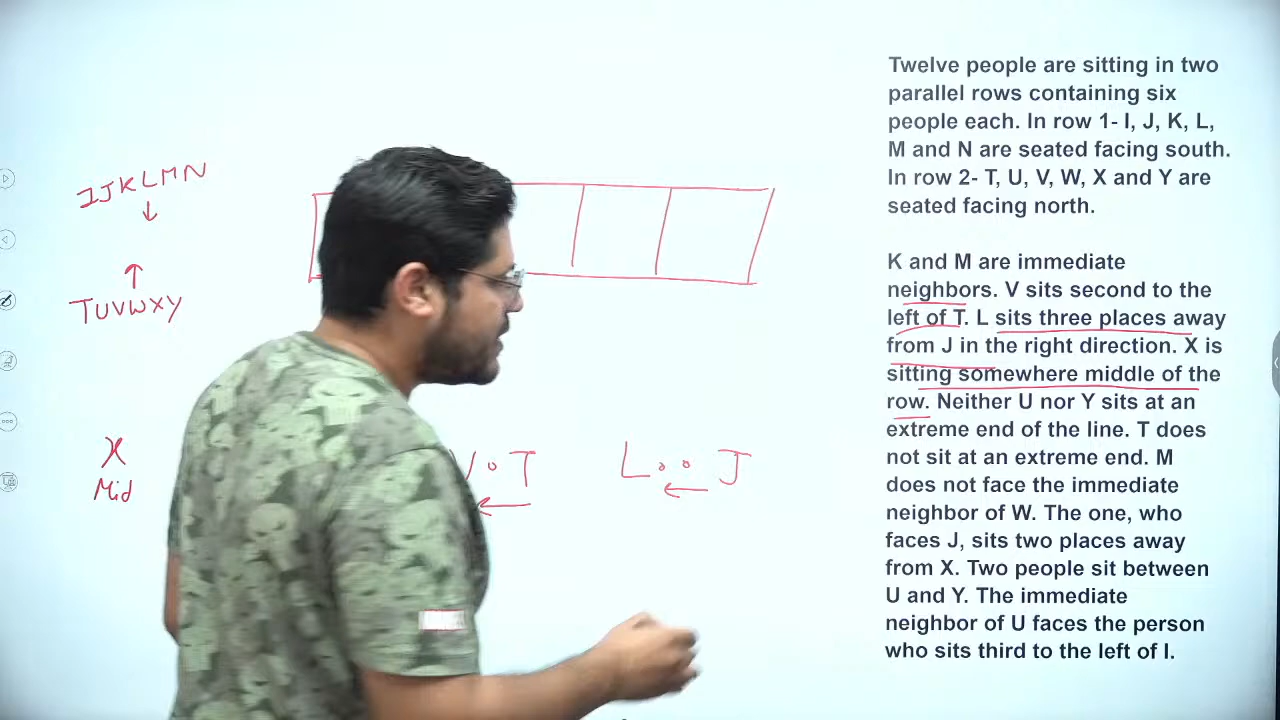 Twelve people are sitting in two
parallel rows containing six
people each. In row 1- I, J, K, L,
M and N are seated facing south.
In row 2- T, U, V, W, X and Y are
seated facing north.
K and M are immediate
neighbors. V sits second to the
left of T. L sits three places away
from J in the right direction. X is
sitting somewhere middle of the
row. Neither U nor Y sits at an
extreme end of the line. T does
not sit at an extreme end. M
does not face the immediate
neighbor of W. The one, who
faces J, sits two places away
from X. Two people sit between
U and Y. The immediate
neighbor of U faces the person
who sits third to the left of I.
IJKLMN
TUVWXY
X
Mid
V T
L J